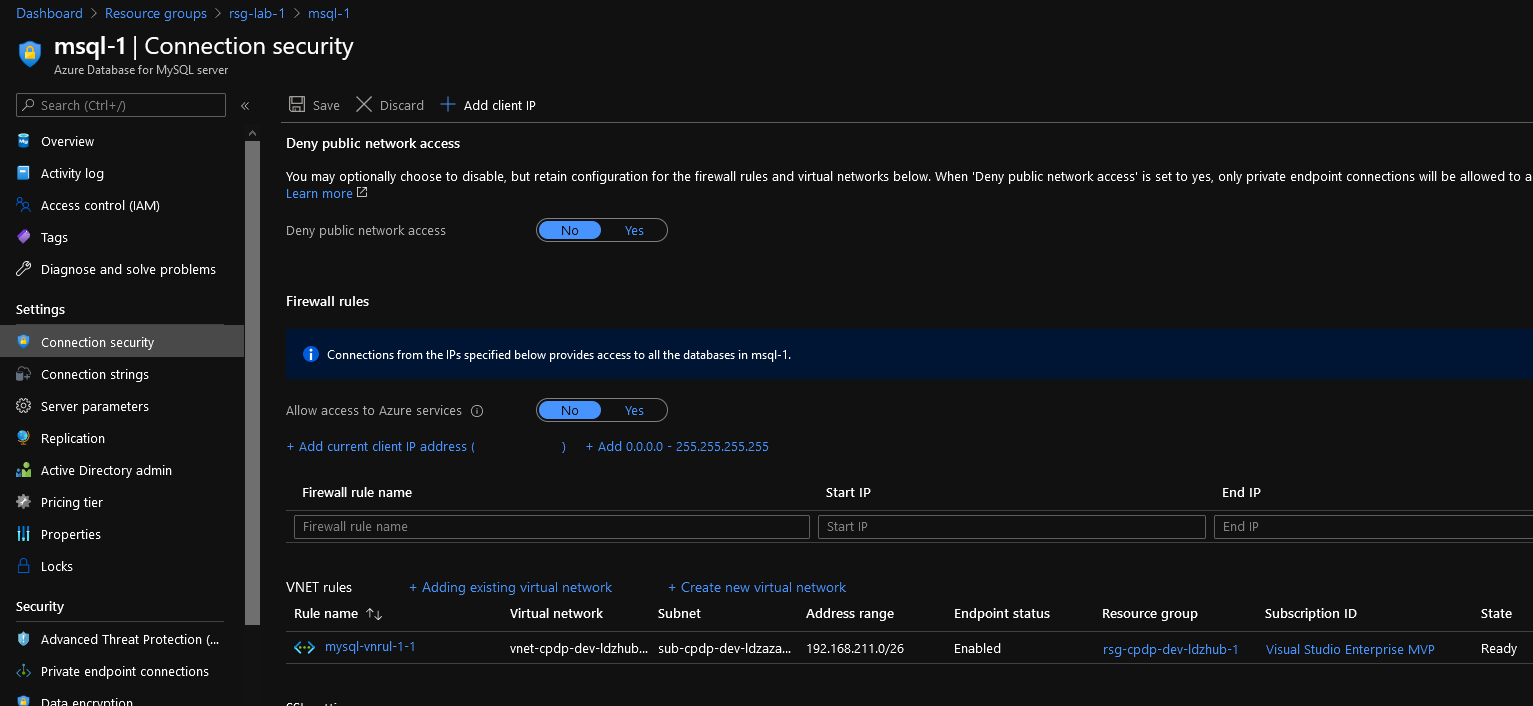 Dashboard > Resource groups > rsg-lab-1 > msql-1
msql-1 | Connection security
Azure Database for MySQL server
Search (Ctrl+/)
«
Overview
Activity log
Access control (IAM)
Tags
Diagnose and solve problems
Settings
Connection security
Connection strings
Server parameters
Replication
Active Directory admin
Pricing tier
Properties
Locks
Security
Advanced Threat Protection (...
Private endpoint connections
Data encryption
Save Discard + Add client IP
Deny public network access
You may optionally choose to disable, but retain configuration for the firewall rules and virtual networks below. When 'Deny public network access' is set to yes, only private endpoint connections will be allowed to a
Learn more
Deny public network access No Yes
Firewall rules
Connections from the IPs specified below provides access to all the databases in msql-1.
Allow access to Azure services No Yes
+ Add current client IP address ( ) + Add 0.0.0.0 - 255.255.255.255
Firewall rule name Start IP End IP
Firewall rule name Start IP End IP
VNET rules + Adding existing virtual network + Create new virtual network
Rule name Virtual network Subnet Address range Endpoint status Resource group Subscription ID State
mysql-vnrul-1-1 vnet-cpdp-dev-ldzhub... sub-cpdp-dev-ldzaza... 192.168.211.0/26 Enabled rsg-cpdp-dev-ldzhub-1 Visual Studio Enterprise MVP Ready